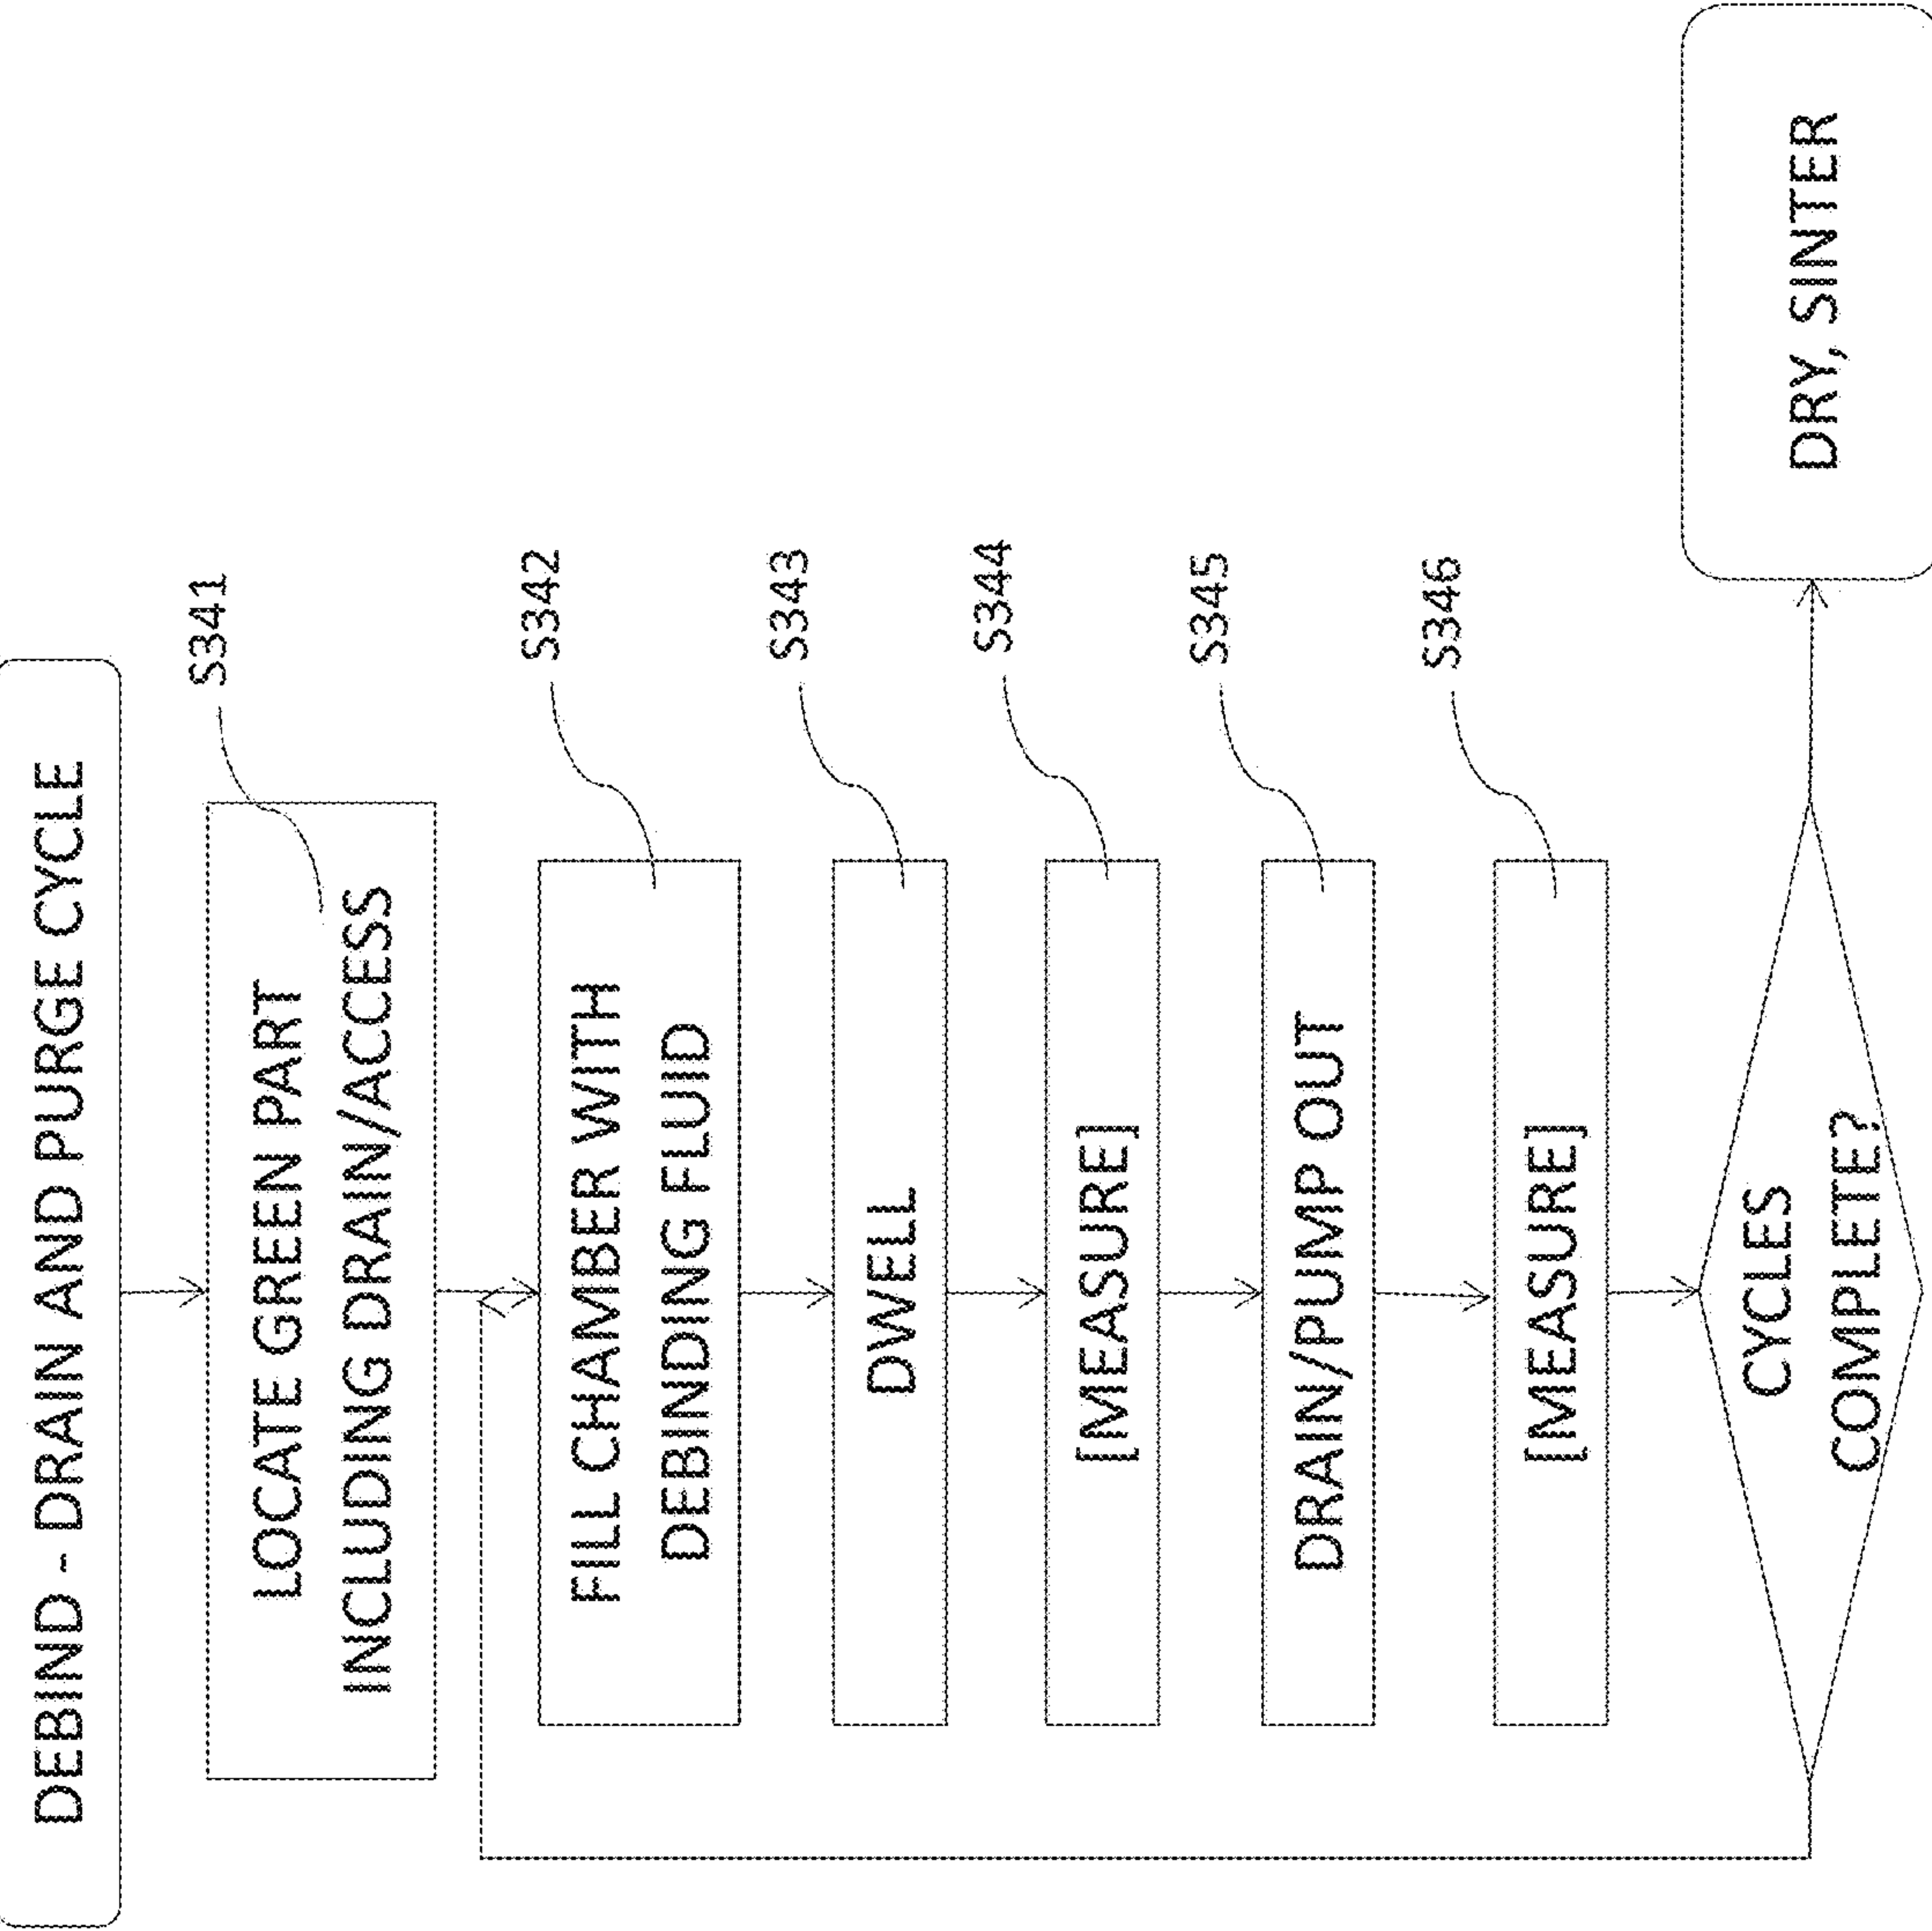 DEBIND - DRAIN AND PURGE CYCLE
S341
LOCATE GREEN PART
INCLUDING DRAIN/ACCESS
S342
FILL CHAMBER WITH
DEBINDING FLUID
S343
DWELL
S344
[MEASURE]
S345
DRAIN/PUMP OUT
S346
[MEASURE]
CYCLES
COMPLETE?
DRY, SINTER